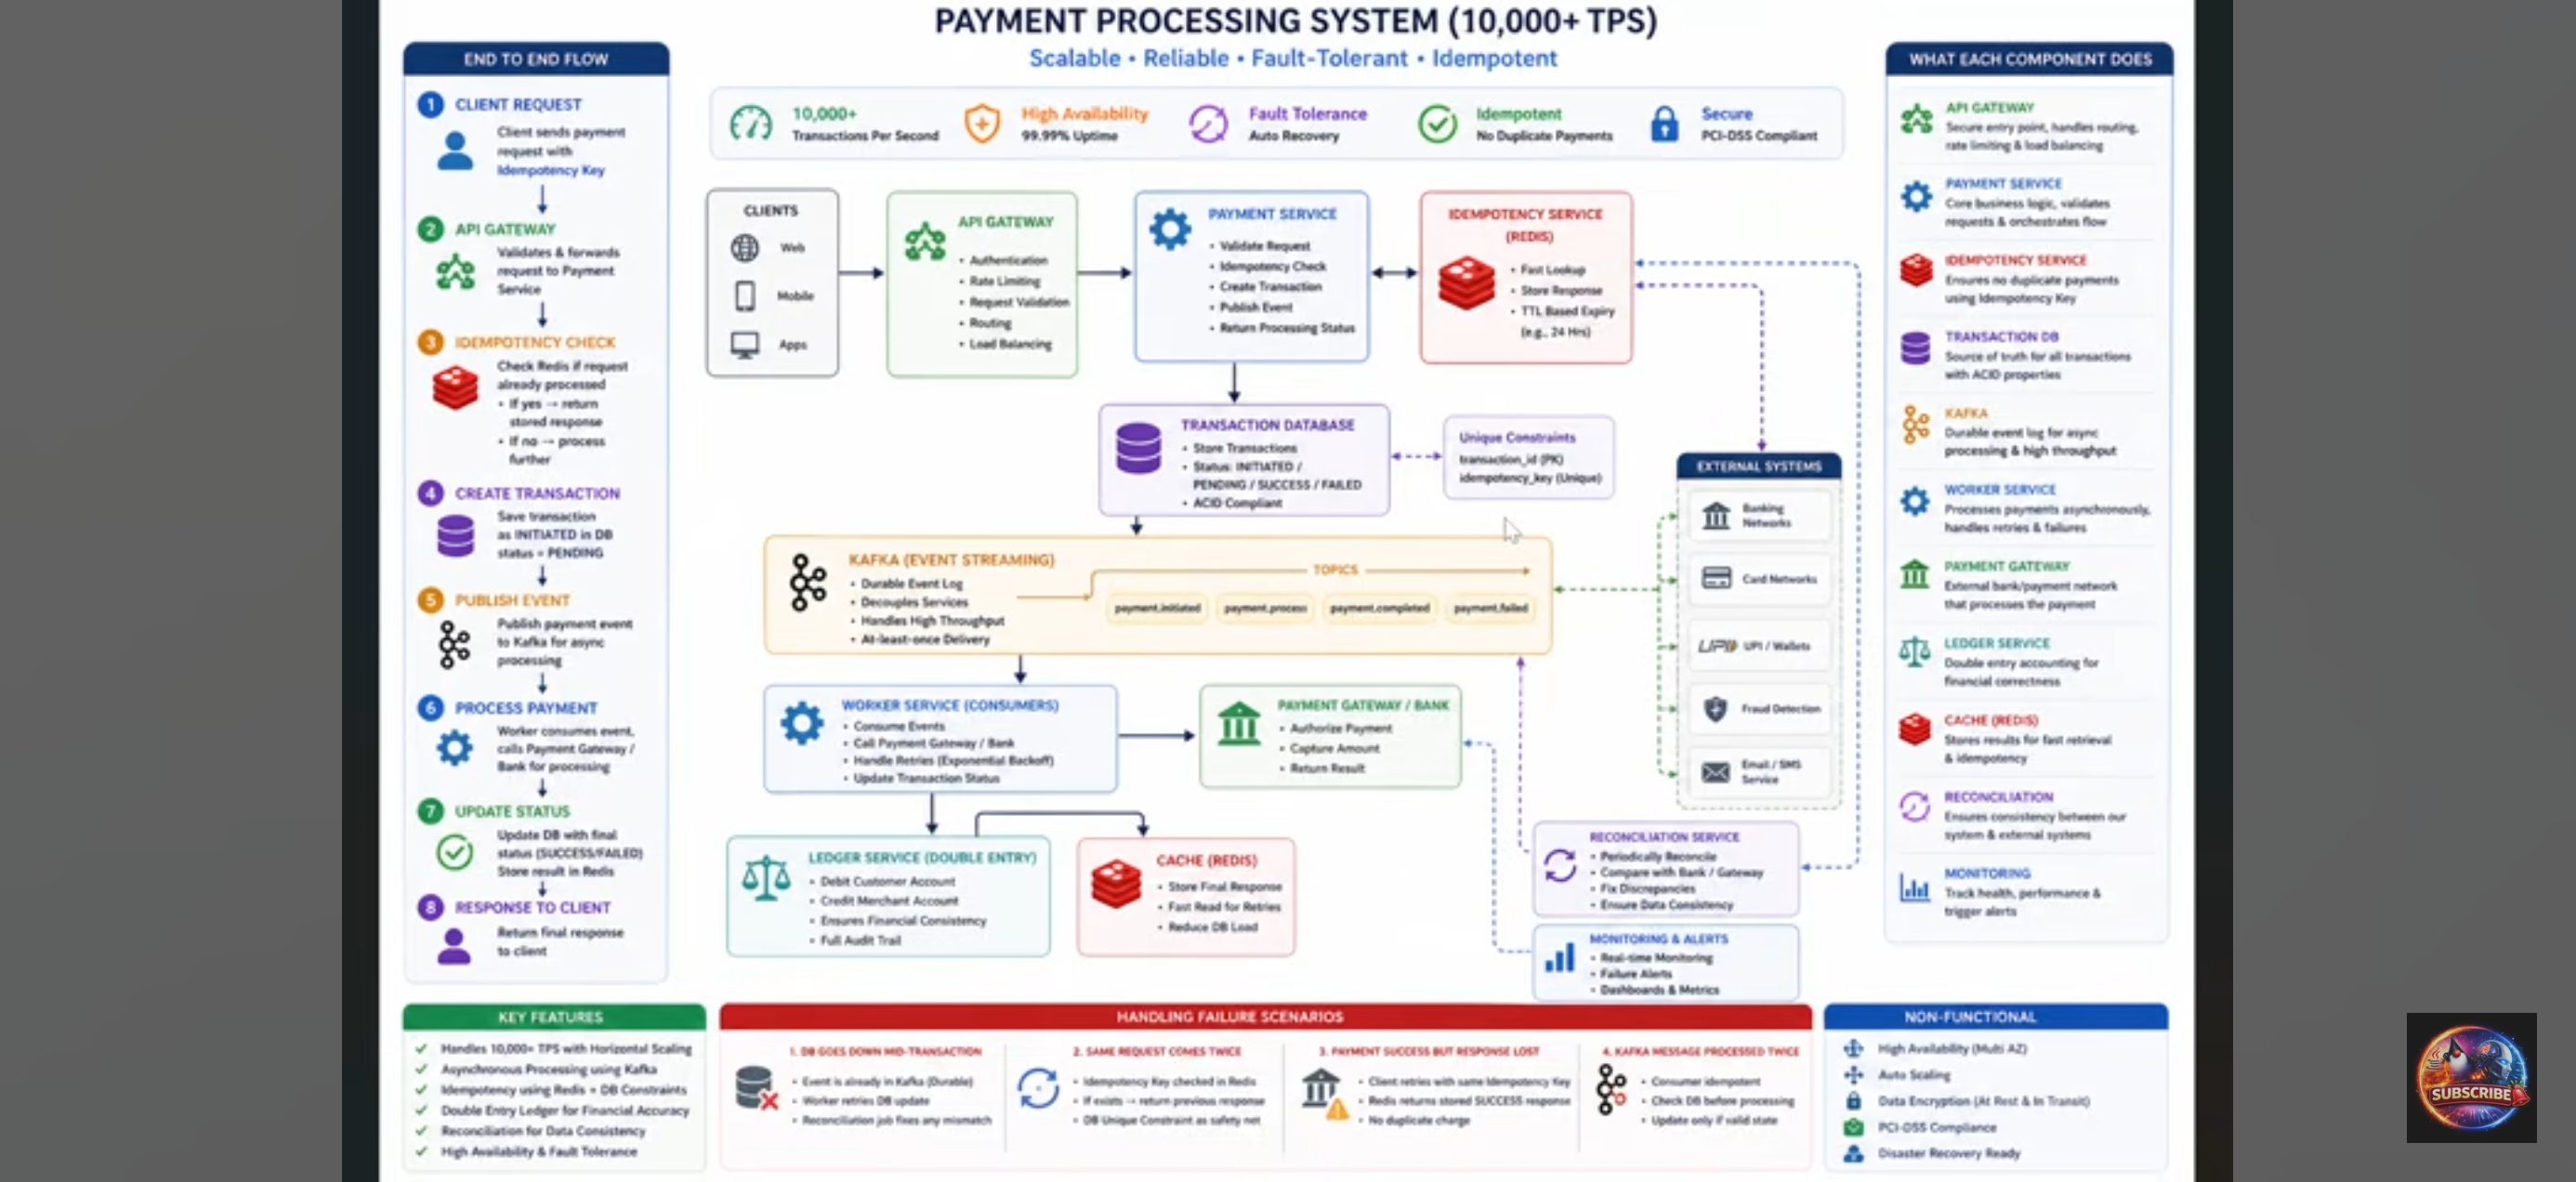 PAYMENT PROCESSING SYSTEM (10,000+ TPS)
Scalable • Reliable • Fault-Tolerant • Idempotent
10,000+
Transactions Per Second
High Availability
99.99% Uptime
Fault Tolerance
Auto Recovery
Idempotent
No Duplicate Payments
Secure
PCI-DSS Compliant
END TO END FLOW
1 CLIENT REQUEST
Client sends payment
request with
Idempotency Key
2 API GATEWAY
Validates & forwards
request to Payment
Service
3 IDEMPOTENCY CHECK
Check Redis if request
already processed
• If yes → return
stored response
• If no → process
further
4 CREATE TRANSACTION
Save transaction
as INITIATED in DB
status = PENDING
5 PUBLISH EVENT
Publish payment event
to Kafka for async
processing
6 PROCESS PAYMENT
Worker consumes event,
calls Payment Gateway /
Bank for processing
7 UPDATE STATUS
Update DB with final
status (SUCCESS/FAILED)
Store result in Redis
8 RESPONSE TO CLIENT
Return final response
to client
CLIENTS
Web
Mobile
Apps
API GATEWAY
• Authentication
• Rate Limiting
• Request Validation
• Routing
• Load Balancing
PAYMENT SERVICE
• Validate Request
• Idempotency Check
• Create Transaction
• Publish Event
• Return Processing Status
IDEMPOTENCY SERVICE
(REDIS)
• Fast Lookup
• Store Response
• TTL Based Expiry
(e.g., 24 Hrs)
TRANSACTION DATABASE
• Store Transactions
• Status: INITIATED /
PENDING / SUCCESS / FAILED
• ACID Compliant
Unique Constraints
transaction_id (PK)
idempotency_key (Unique)
KAFKA (EVENT STREAMING)
• Durable Event Log
• Decouples Services
• Handles High Throughput
• At-least-once Delivery
TOPICS
payment.initiated
payment.process
payment.completed
payment.failed
EXTERNAL SYSTEMS
Banking
Networks
Card Networks
UPI UPI / Wallets
Fraud Detection
Email / SMS
Service
WORKER SERVICE (CONSUMERS)
• Consume Events
• Call Payment Gateway / Bank
• Handle Retries (Exponential Backoff)
• Update Transaction Status
PAYMENT GATEWAY / BANK
• Authorize Payment
• Capture Amount
• Return Result
LEDGER SERVICE (DOUBLE ENTRY)
• Debit Customer Account
• Credit Merchant Account
• Ensures Financial Consistency
• Full Audit Trail
CACHE (REDIS)
• Store Final Response
• Fast Read for Retries
• Reduce DB Load
RECONCILIATION SERVICE
• Periodically Reconcile
• Compare with Bank / Gateway
• Fix Discrepancies
• Ensure Data Consistency
MONITORING & ALERTS
• Real-time Monitoring
• Failure Alerts
• Dashboards & Metrics
WHAT EACH COMPONENT DOES
API GATEWAY
Secure entry point, handles routing,
rate limiting & load balancing
PAYMENT SERVICE
Core business logic, validates
requests & orchestrates flow
IDEMPOTENCY SERVICE
Ensures no duplicate payments
using Idempotency Key
TRANSACTION DB
Source of truth for all transactions
with ACID properties
KAFKA
Durable event log for async
processing & high throughput
WORKER SERVICE
Processes payments asynchronously,
handles retries & failures
PAYMENT GATEWAY
External bank/payment network
that processes the payment
LEDGER SERVICE
Double entry accounting for
financial correctness
CACHE (REDIS)
Stores results for fast retrieval
& idempotency
RECONCILIATION
Ensures consistency between our
system & external systems
MONITORING
Track health, performance &
trigger alerts
KEY FEATURES
Handles 10,000+ TPS with Horizontal Scaling
Asynchronous Processing using Kafka
Idempotency using Redis + DB Constraints
Double Entry Ledger for Financial Accuracy
Reconciliation for Data Consistency
High Availability & Fault Tolerance
HANDLING FAILURE SCENARIOS
1. DB GOES DOWN MID-TRANSACTION
• Event is already in Kafka (Durable)
• Worker retries DB update
• Reconciliation job fixes any mismatch
2. SAME REQUEST COMES TWICE
• Idempotency Key checked in Redis
• If exists → return previous response
• DB Unique Constraint as safety net
3. PAYMENT SUCCESS BUT RESPONSE LOST
• Client retries with same Idempotency Key
• Redis returns stored SUCCESS response
• No duplicate charge
4. KAFKA MESSAGE PROCESSED TWICE
• Consumer idempotent
• Check DB before processing
• Update only if valid state
NON-FUNCTIONAL
High Availability (Multi AZ)
Auto Scaling
Data Encryption (At Rest & In Transit)
PCI-DSS Compliance
Disaster Recovery Ready
SUBSCRIBE